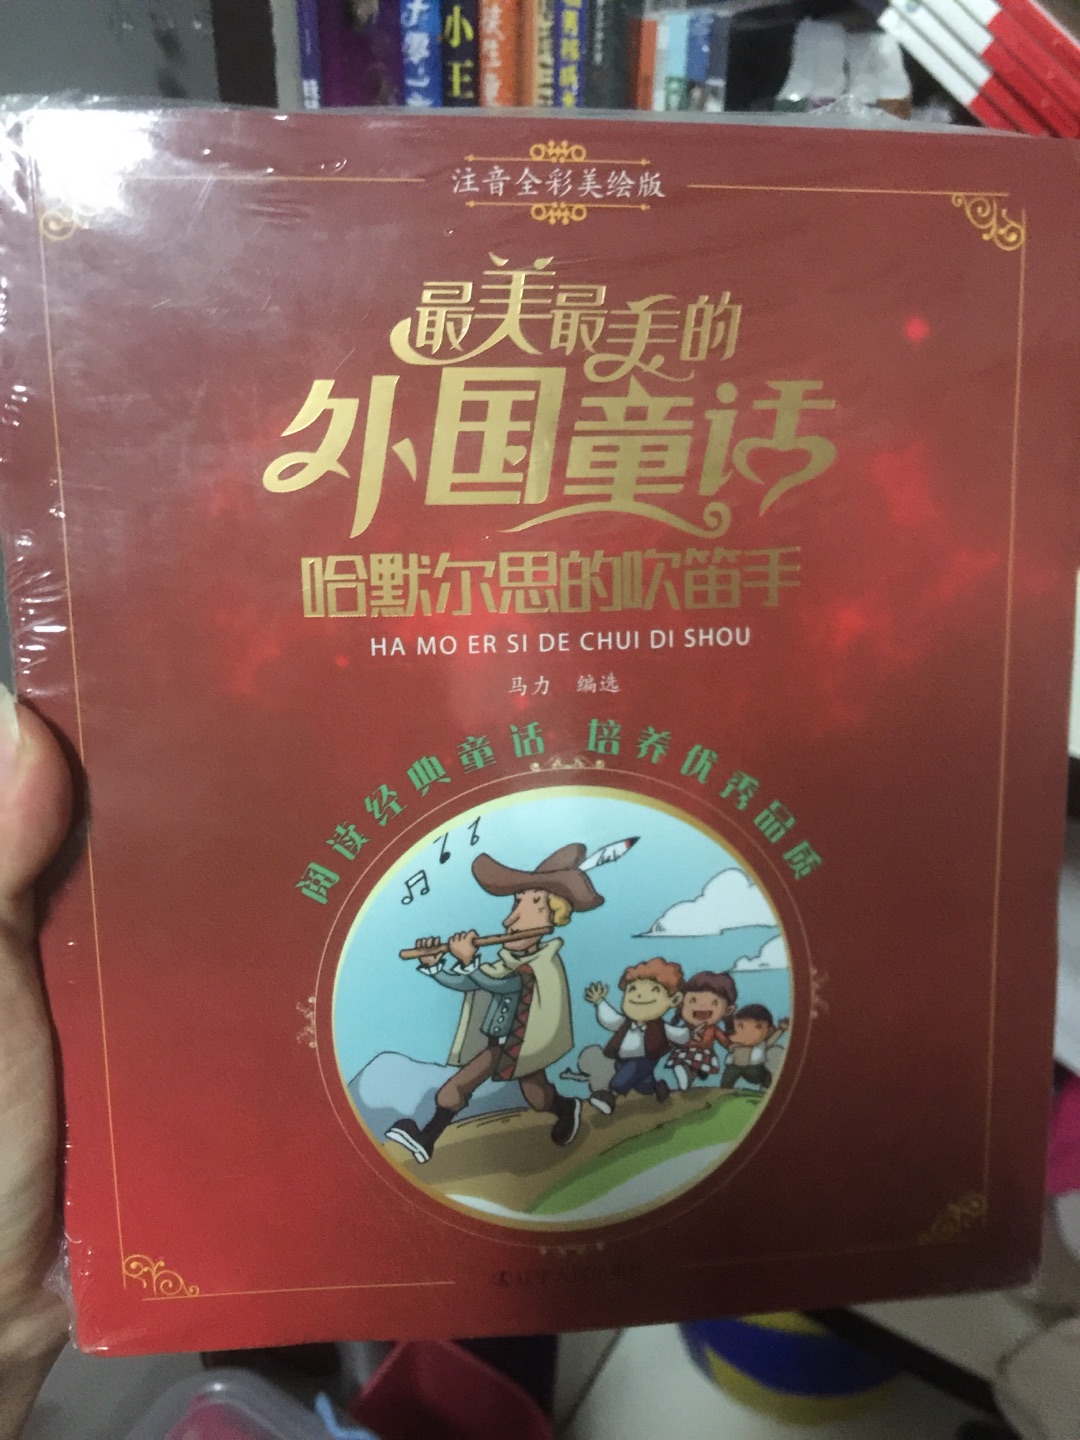 小王
注音全彩美绘版
最美最美的
外国童话
哈默尔思的吹笛手
HA MO ER SI DE CHUI DI SHOU
马力 编选
阅读经典童话 培养优秀品质